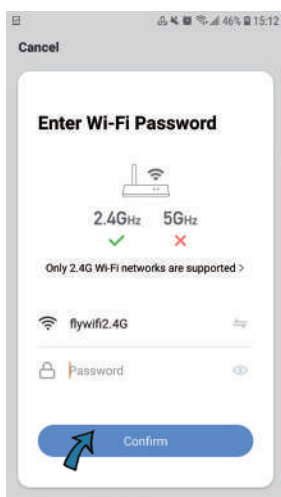 46% 15:12
Cancel
Enter Wi-Fi Password
2.4GHz 5GHz
Only 2.4G Wi-Fi networks are supported >
flywifi2.4G
Password
Confirm